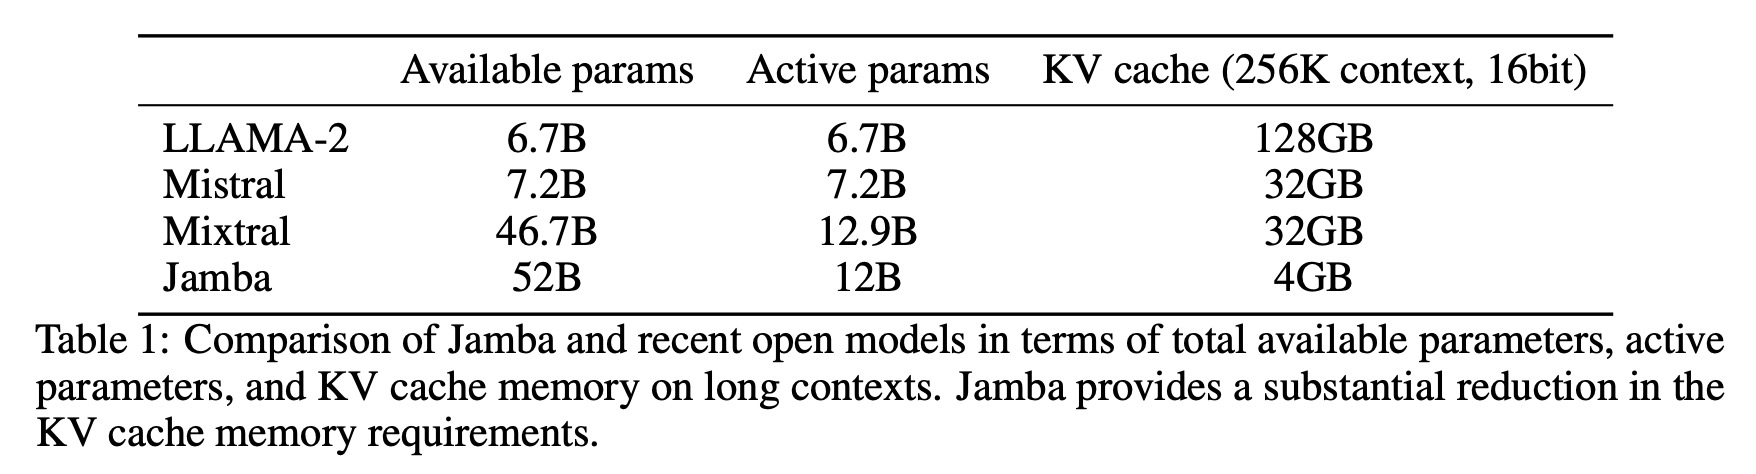 Available params Active params KV cache (256K context, 16bit)
LLAMA-2 6.7B 6.7B 128GB
Mistral 7.2B 7.2B 32GB
Mixtral 46.7B 12.9B 32GB
Jamba 52B 12B 4GB
Table 1: Comparison of Jamba and recent open models in terms of total available parameters, active
parameters, and KV cache memory on long contexts. Jamba provides a substantial reduction in the
KV cache memory requirements.